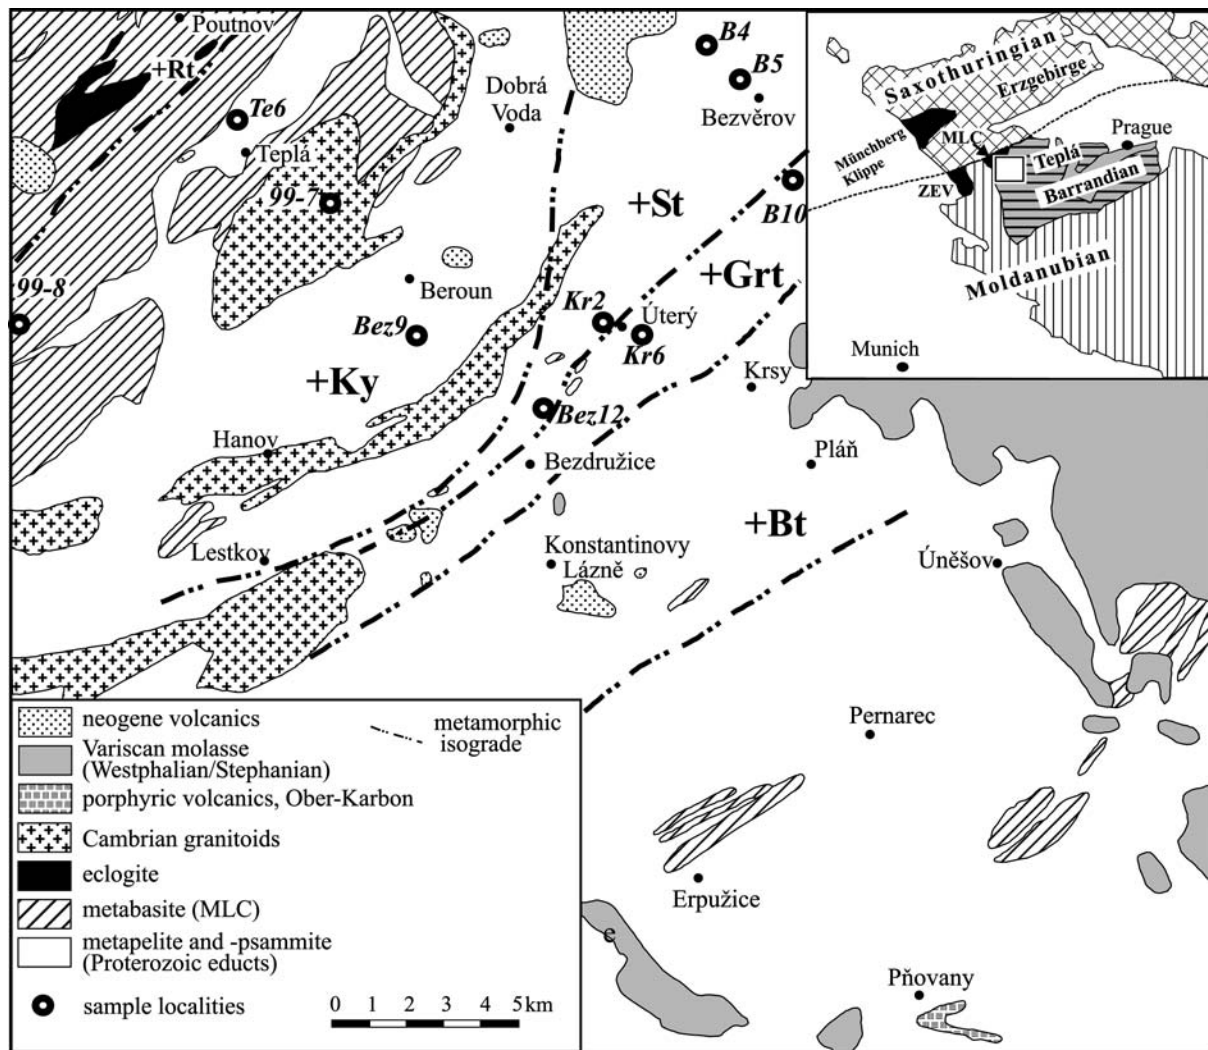 Poutnov
+Rt
Te6
Teplá
99-7
99-8
Dobrá
Voda
B4
B5
Bezvěrov
B10
+St
+Grt
Beroun
Bez9
Kr2
Úterý
Kr6
+Ky
Krsy
Bez12
Hanov
Bezdružice
Pláň
+Bt
Lestkov
Konstantinovy
Lázně
Úněšov
Pernarec
Erpužice
e
Pňovany
Saxothuringian
Erzgebirge
Münchberg
Klippe
MLC
Prague
Teplá
Barrandian
ZEV
Moldanubian
Munich
neogene volcanics
Variscan molasse
(Westphalian/Stephanian)
porphyric volcanics, Ober-Karbon
Cambrian granitoids
eclogite
metabasite (MLC)
metapelite and -psammite
(Proterozoic educts)
sample localities
metamorphic
isograde
0 1 2 3 4 5 km